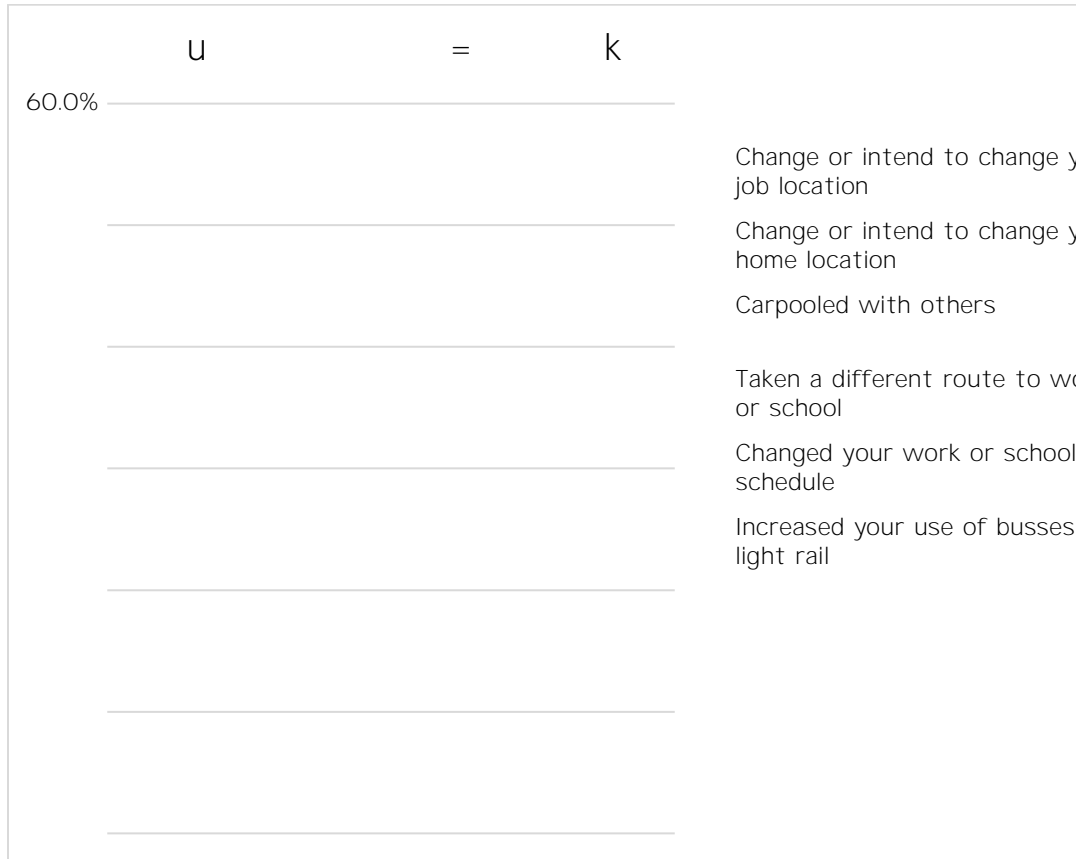 u = k
60.0%
Change or intend to change y
job location
Change or intend to change y
home location
Carpooled with others
Taken a different route to wo
or school
Changed your work or school
schedule
Increased your use of busses
light rail